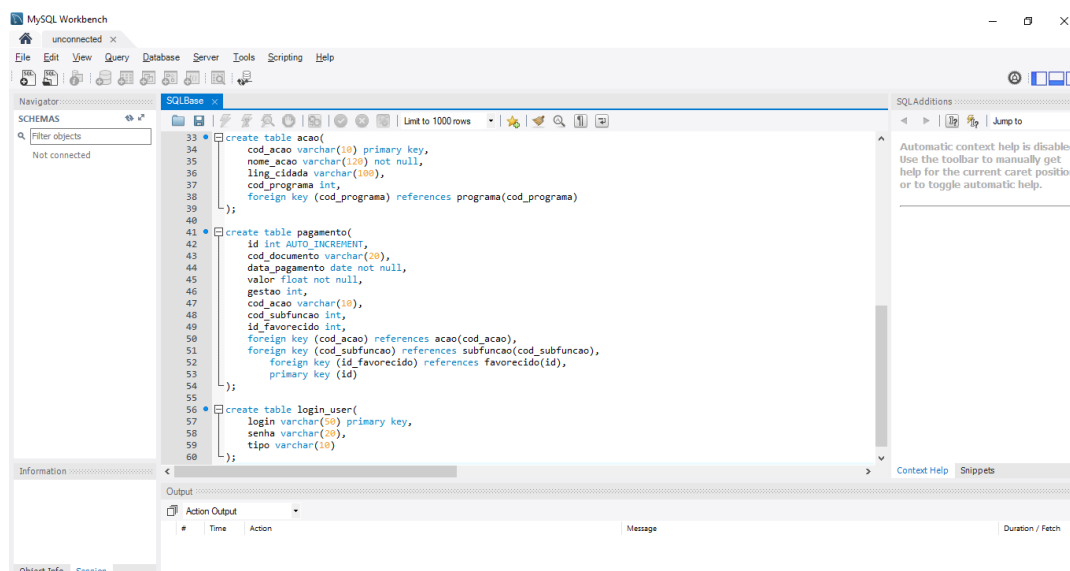 MySQL Workbench
unconnected ×
File Edit View Query Database Server Tools Scripting Help
Navigator
SCHEMAS
Filter objects
Not connected
SQLBase ×
Limit to 1000 rows
33 create table acao(
34 cod_acao varchar(10) primary key,
35 nome_acao varchar(120) not null,
36 ling_cidada varchar(100),
37 cod_programa int,
38 foreign key (cod_programa) references programa(cod_programa)
39 );
40
41 create table pagamento(
42 id int AUTO_INCREMENT,
43 cod_documento varchar(20),
44 data_pagamento date not null,
45 valor float not null,
46 gestao int,
47 cod_acao varchar(10),
48 cod_subfuncao int,
49 id_favorecido int,
50 foreign key (cod_acao) references acao(cod_acao),
51 foreign key (cod_subfuncao) references subfuncao(cod_subfuncao),
52 foreign key (id_favorecido) references favorecido(id),
53 primary key (id)
54 );
55
56 create table login_user(
57 login varchar(50) primary key,
58 senha varchar(20),
59 tipo varchar(10)
60 );
SQLAdditions
Jump to
Automatic context help is disable
Use the toolbar to manually get
help for the current caret positio
or to toggle automatic help.
Context Help Snippets
Information
Output
Action Output
# Time Action Message Duration / Fetch
Object Info Session